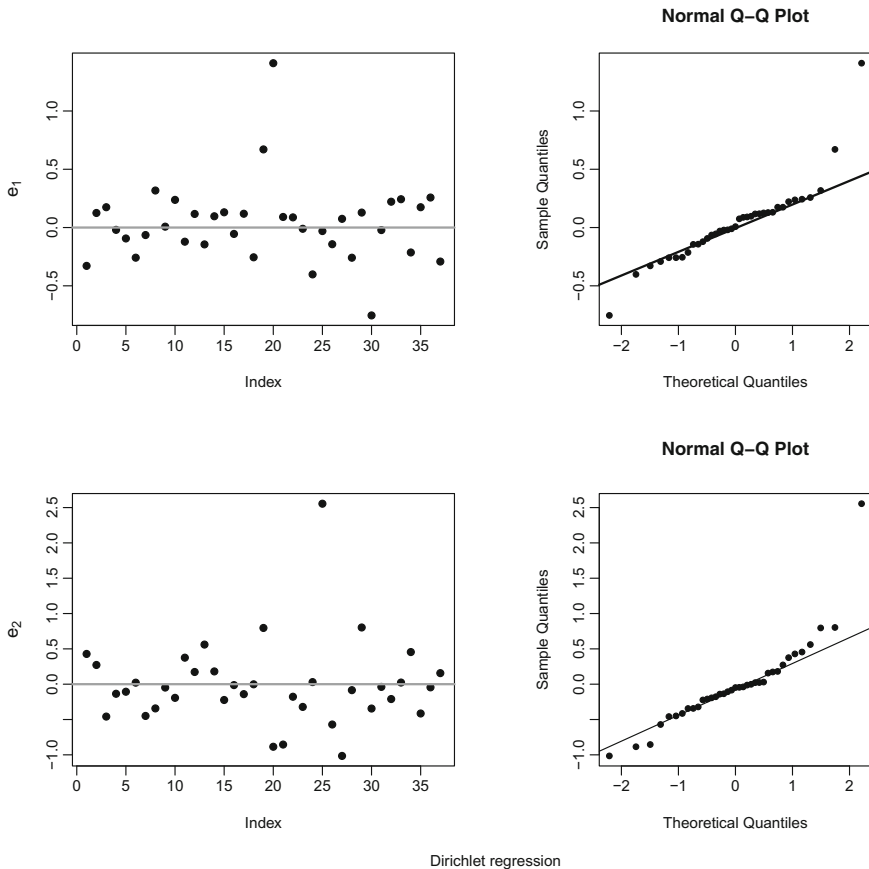 Normal Q−Q Plot
e1
1.0
0.5
0.0
−0.5
0 5 10 15 20 25 30 35
Index
Sample Quantiles
1.0
0.5
0.0
−0.5
−2 −1 0 1 2
Theoretical Quantiles
Normal Q−Q Plot
e2
2.5
2.0
1.5
1.0
0.5
0.0
−1.0
0 5 10 15 20 25 30 35
Index
Sample Quantiles
2.5
2.0
1.5
1.0
0.5
0.0
−1.0
−2 −1 0 1 2
Theoretical Quantiles
Dirichlet regression